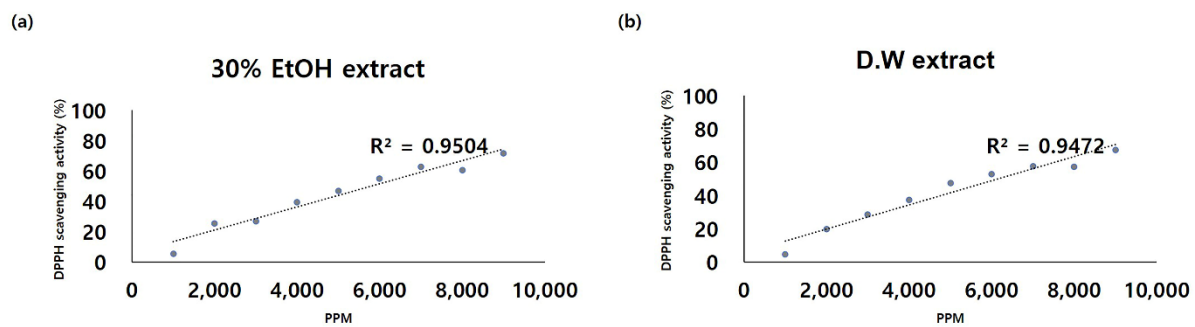 (a)
30% EtOH extract
DPPH scavenging activity (%)
100
80
60
40
20
0
R² = 0.9504
0 2,000 4,000 6,000 8,000 10,000
PPM
(b)
D.W extract
DPPH scavenging activity (%)
100
80
60
40
20
0
R² = 0.9472
0 2,000 4,000 6,000 8,000 10,000
PPM